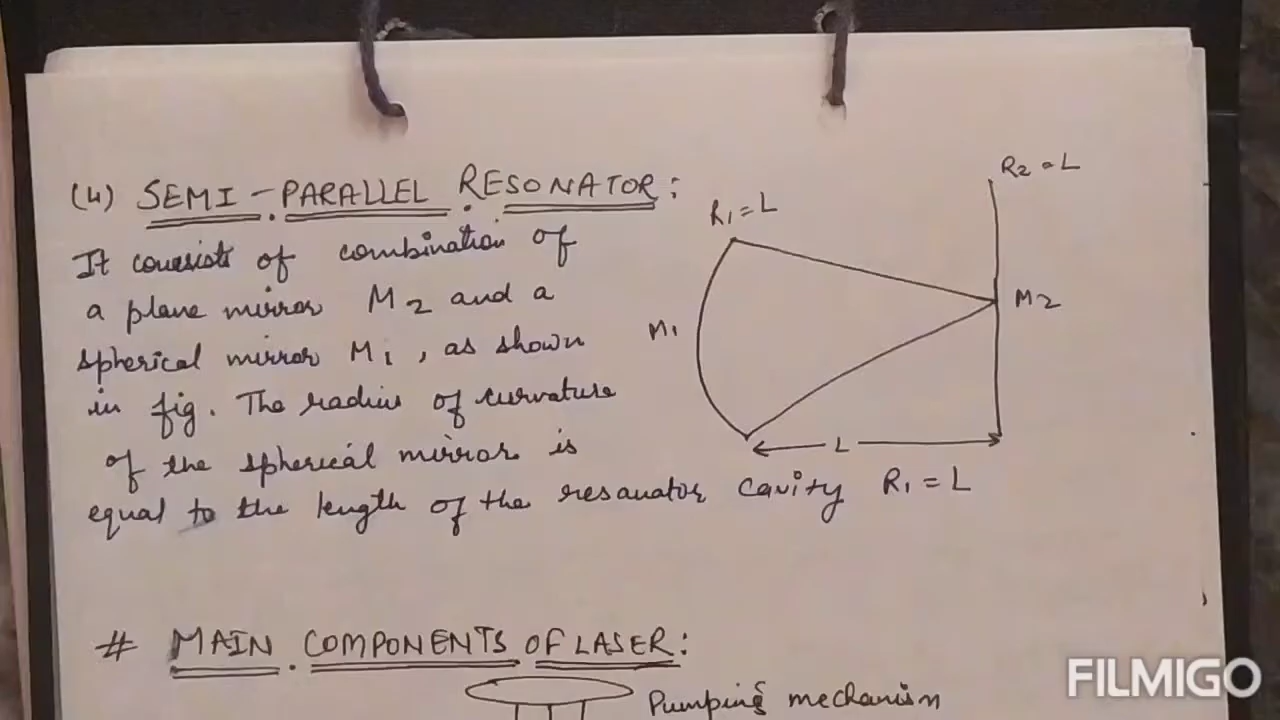 (4) SEMI-PARALLEL RESONATOR:
It consists of combination of
a plane mirror M2 and a
spherical mirror M1, as shown
in fig. The radius of curvature
of the spherical mirror is
equal to the length of the resanator cavity R1 = L
R1 = L
R2 = L
M1
M2
L
# MAIN COMPONENTS OF LASER:
Pumping mechanism
FILMIGO